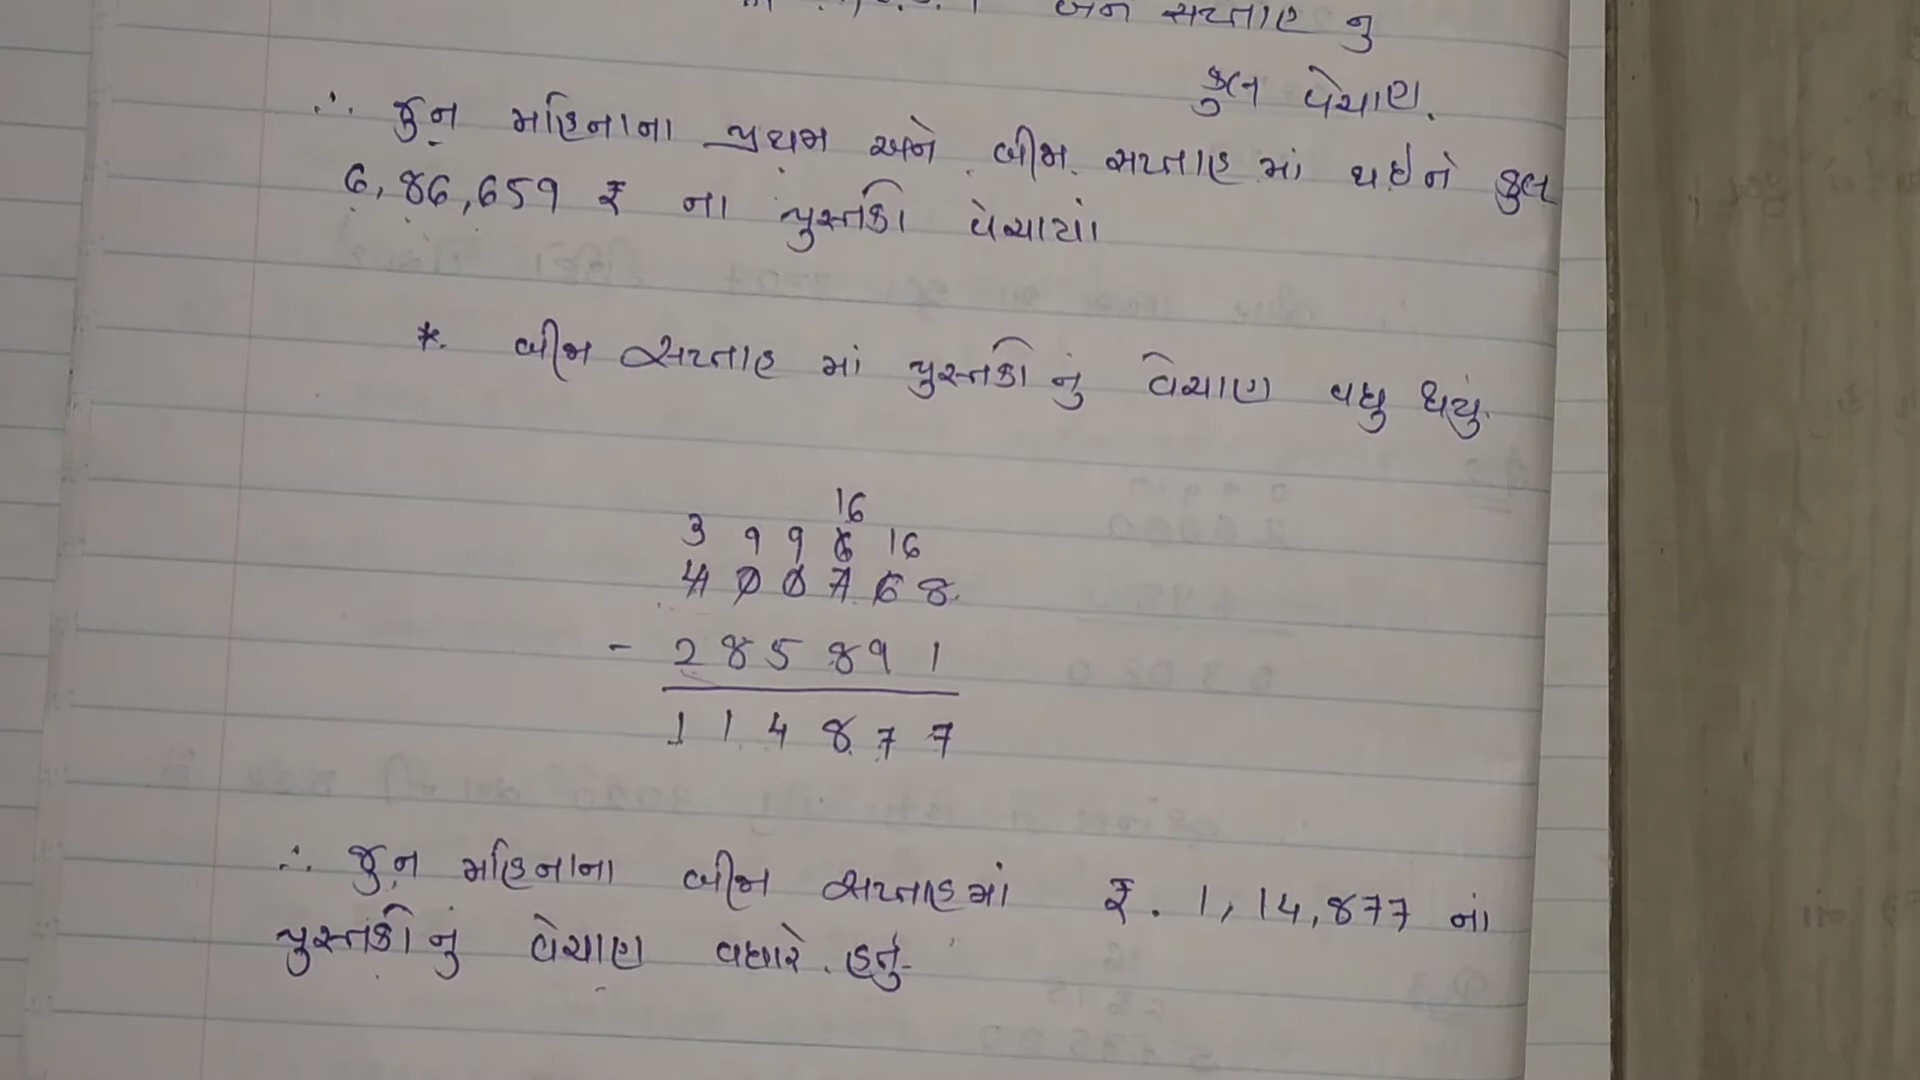 બન સપ્તાહ નુ
કુલ વેચાણ.
∴ જુન મહિનાના પ્રથમ અને બીજા સપ્તાહ માં થઈને કુલ
6,86,659 ₹ ના પુસ્તકો વેચાયાં
*. બીજા સપ્તાહ માં પુસ્તકો નું વેચાણ વધુ થયું.
16
3 9 9 6 16
4 0 0 7 6 8
- 2 8 5 8 9 1
1 1 4 8 7 7
∴ જુન મહિનાના બીજા સપ્તાહમાં ₹. 1,14,877 નાં
પુસ્તકો નું વેચાણ વધારે હતું.